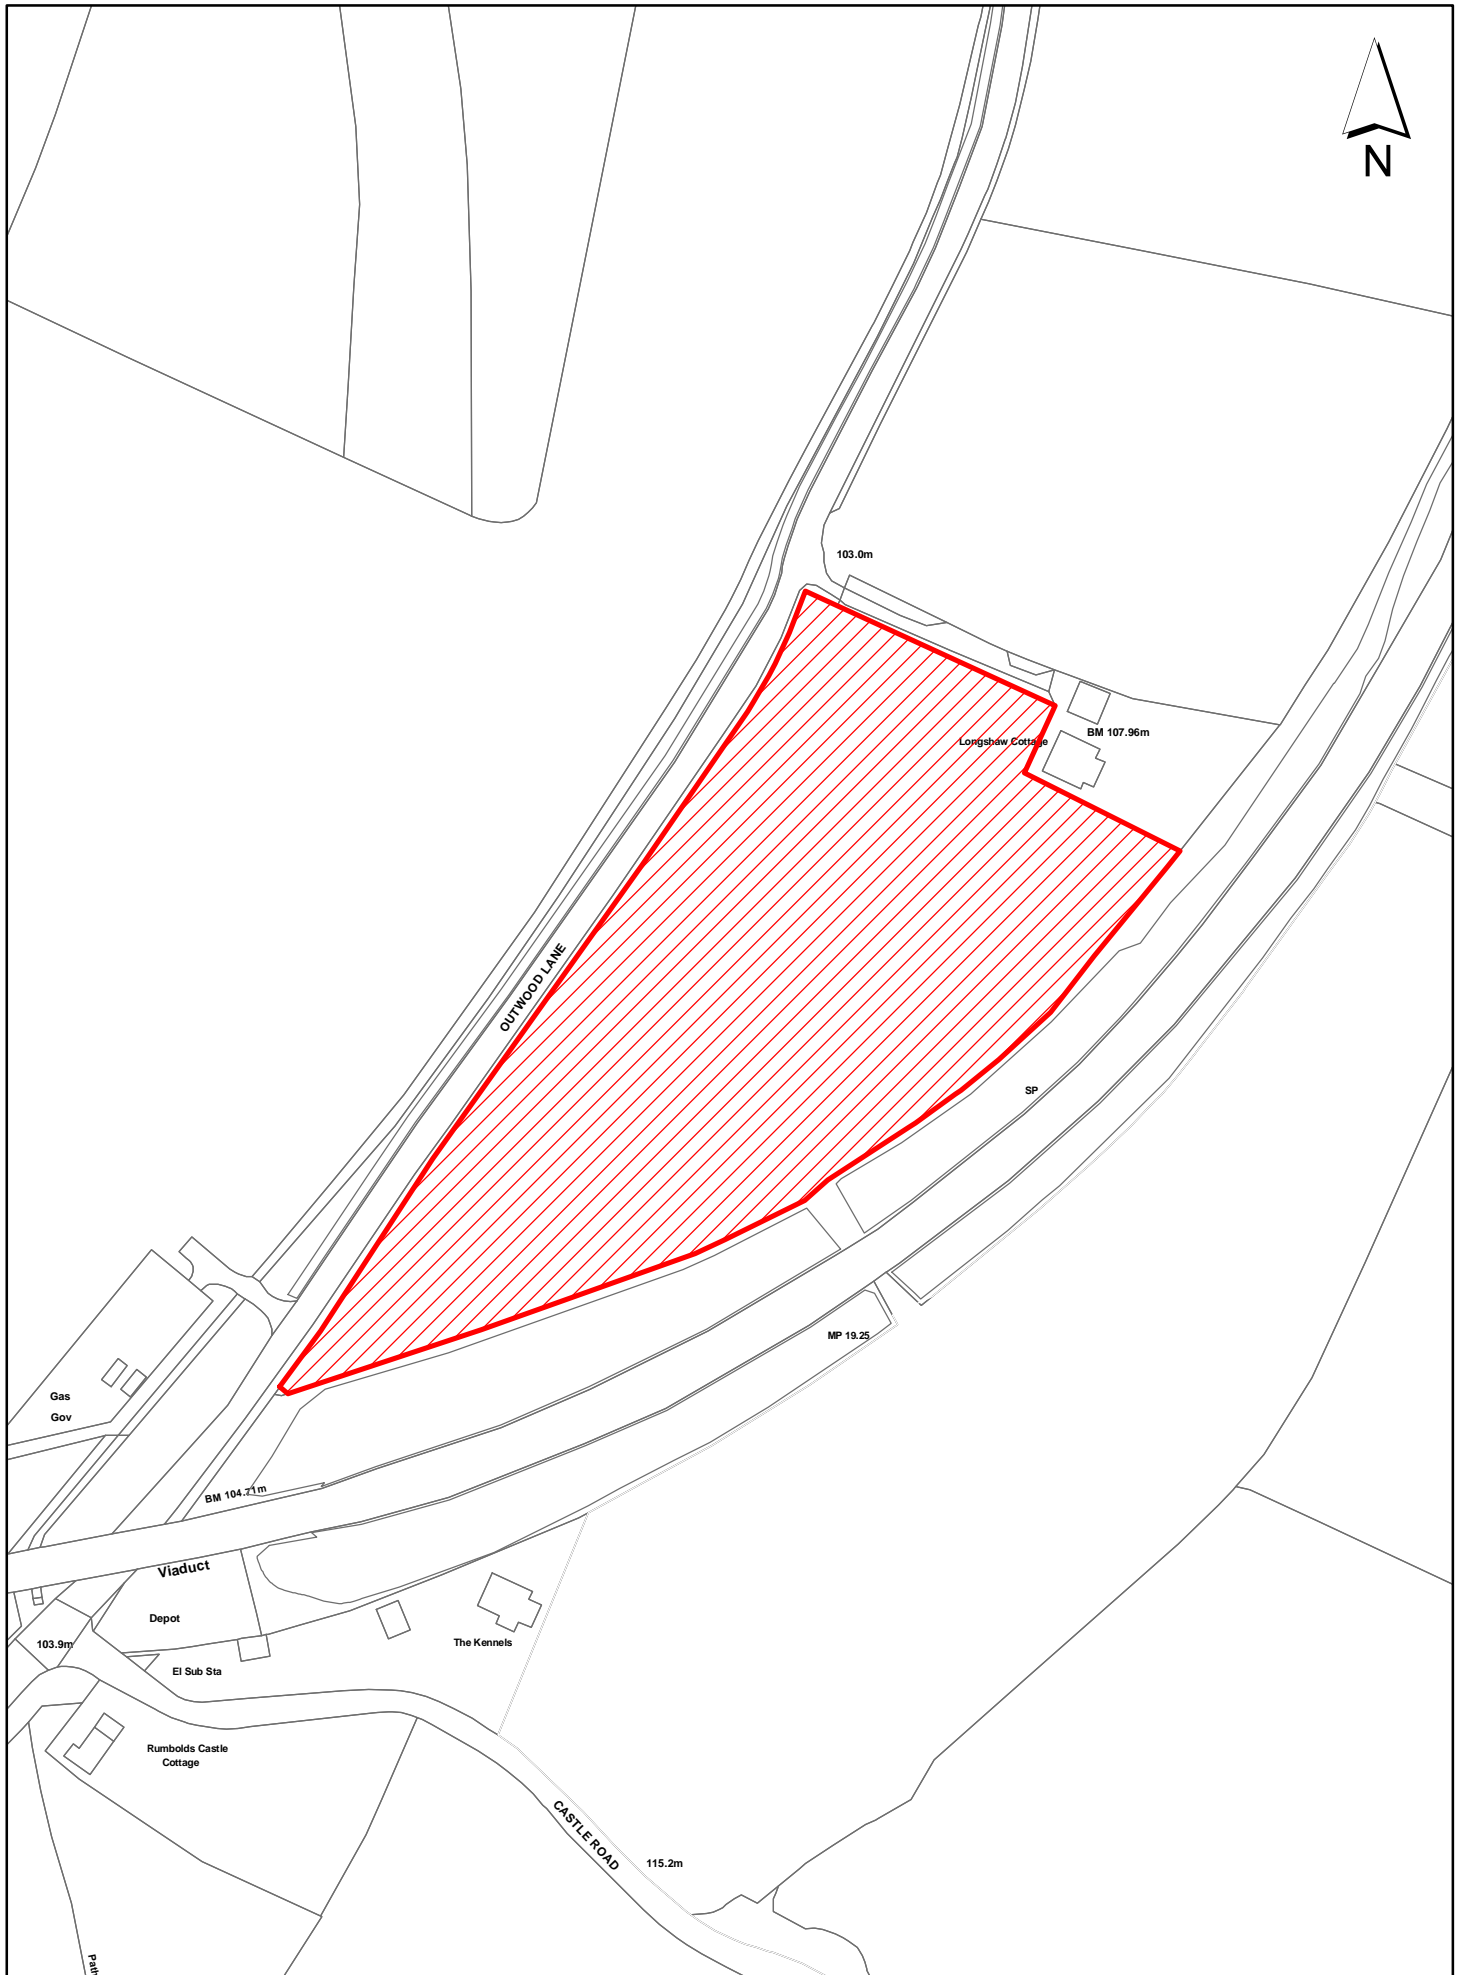 N
103.0m
BM 107.96m
Longshaw Cottage
OUTWOOD LANE
SP
MP 19.25
Gas
Gov
BM 104.71m
Viaduct
Depot
103.9m
The Kennels
El Sub Sta
Rumbolds Castle
Cottage
CASTLE ROAD
115.2m
Path